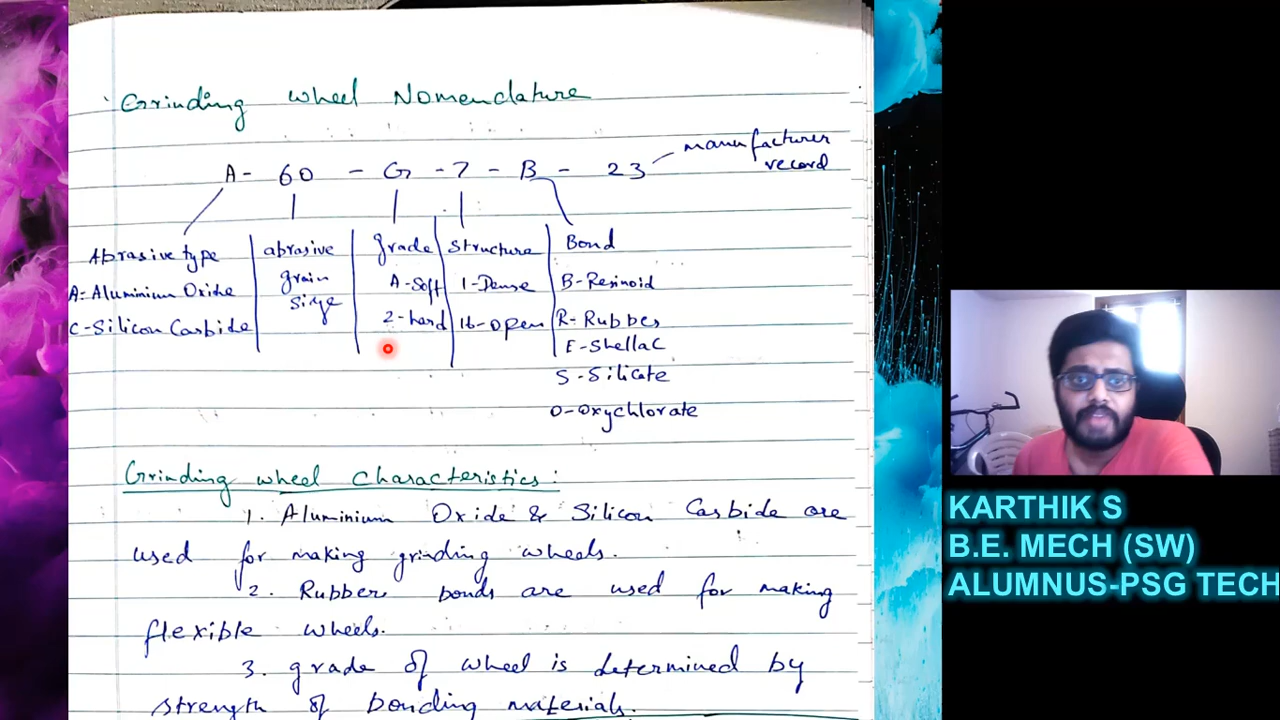 Grinding wheel Nomenclature
A - 60 - G - 7 - B - 23
manufacturer
record
Abrasive type
A - Aluminium Oxide
C - Silicon Carbide
abrasive
grain
size
grade
A - Soft
Z - hard
Structure
1 - Dense
16 - open
Bond
B - Resinoid
R - Rubber
E - Shellac
S - Silicate
O - Oxychlorate
Grinding wheel Characteristics :
1. Aluminium Oxide & Silicon Carbide are
used for making grinding wheels.
2. Rubber bonds are used for making
flexible wheels.
3. grade of wheel is determined by
strength of bonding materials.
KARTHIK S
B.E. MECH (SW)
ALUMNUS-PSG TECH